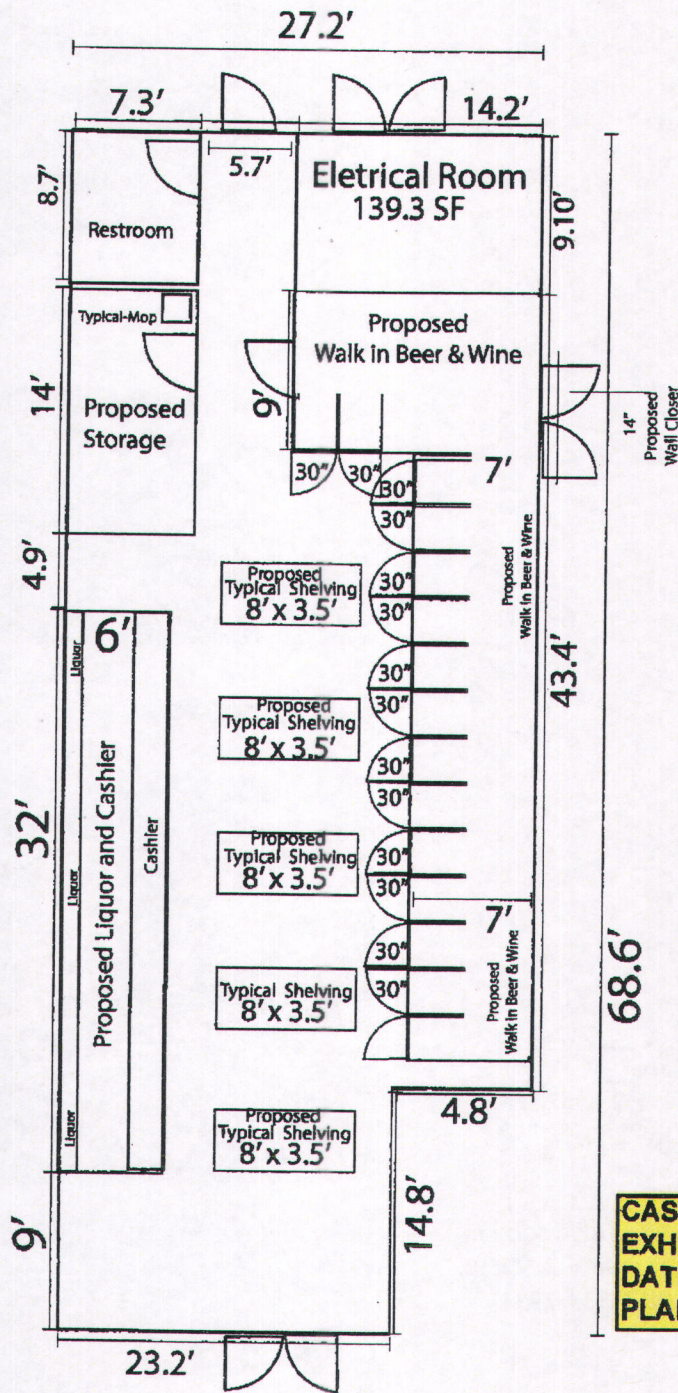 27.2'
7.3'
14.2'
5.7'
8.7'
Eletrical Room
139.3 SF
9.10'
Restroom
Typical-Mop
Proposed
Walk in Beer & Wine
14'
Proposed
Storage
9'
14"
Proposed
Wall Closer
30"
30"
30"
7'
30"
4.9'
Proposed
Typical Shelving
8' x 3.5'
30"
30"
Proposed
Walk in Beer & Wine
6'
Liquor
30"
30"
43.4'
Proposed
Typical Shelving
8' x 3.5'
30"
30"
32'
Proposed Liquor and Cashier
Cashier
Liquor
Proposed
Typical Shelving
8' x 3.5'
30"
30"
7'
68.6'
Typical Shelving
8' x 3.5'
30"
30"
Proposed
Walk in Beer & Wine
4.8'
Liquor
Proposed
Typical Shelving
8' x 3.5'
9'
14.8'
CAS
EXH
DAT
PLA
23.2'